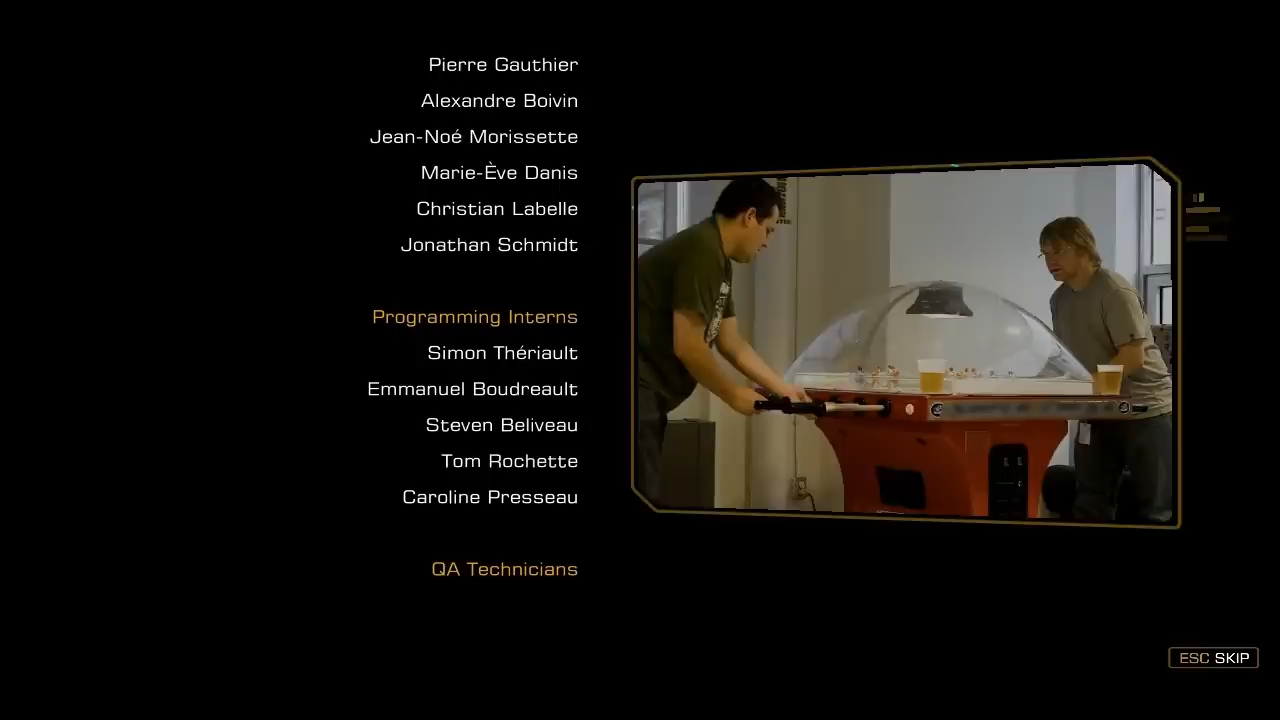 Pierre Gauthier
Alexandre Boivin
Jean-Noé Morissette
Marie-Ève Danis
Christian Labelle
Jonathan Schmidt
Programming Interns
Simon Thériault
Emmanuel Boudreault
Steven Beliveau
Tom Rochette
Caroline Presseau
QA Technicians
ESC SKIP